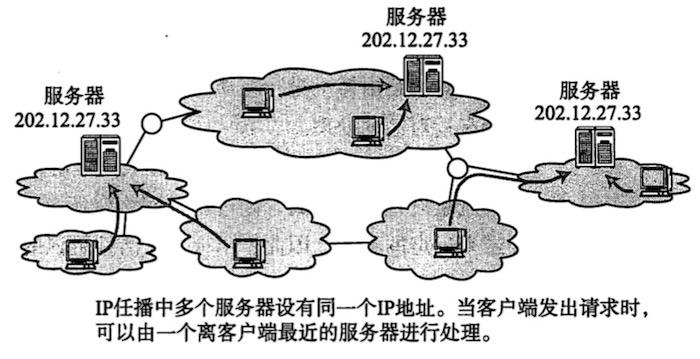 服务器
202.12.27.33
服务器
202.12.27.33
服务器
202.12.27.33
IP任播中多个服务器设有同一个IP地址。当客户端发出请求时，
可以由一个离客户端最近的服务器进行处理。